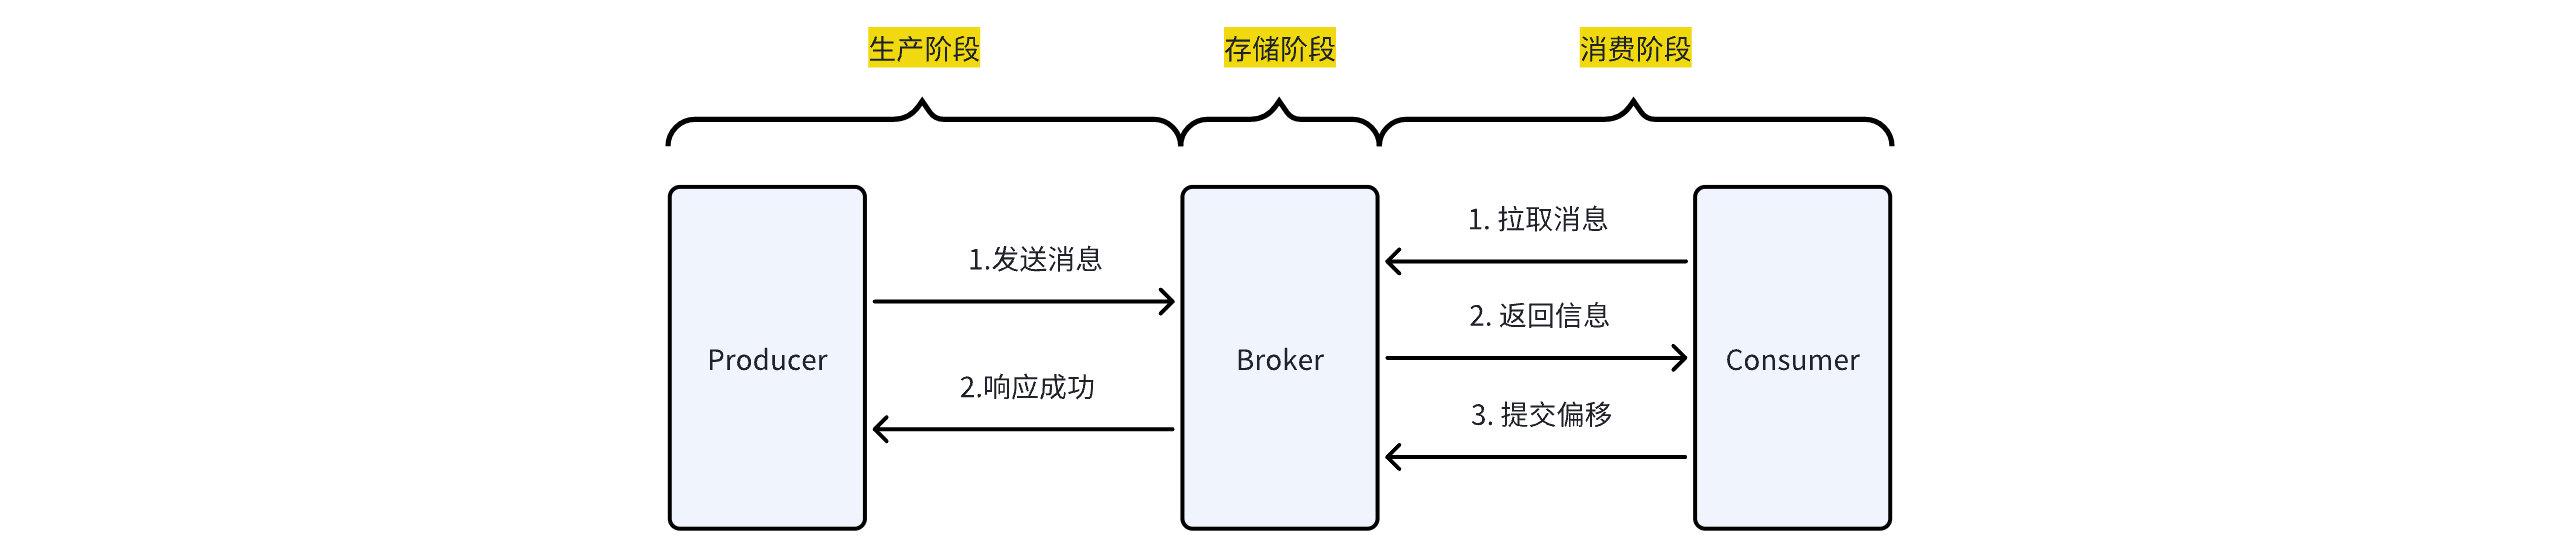 生产阶段
存储阶段
消费阶段
Producer
1.发送消息
2.响应成功
Broker
1. 拉取消息
2. 返回信息
3. 提交偏移
Consumer